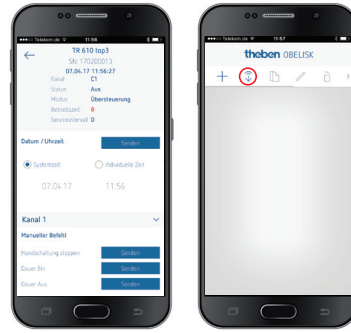 Telekom.de 11:56
TR 610 top3
SN: 170200013
07.04.17 11:56:27
Kanal C1
Status Aus
Modus Übersteuerung
Betriebszeit 8
Serviceintervall 0
Datum / Uhrzeit Senden
Systemzeit Individuelle Zeit
07.04.17 11:56
Kanal 1
Manueller Befehl
Handschaltung stoppen Senden
Dauer Ein Senden
Dauer Aus Senden
Telekom.de 11:57
theben OBELISK